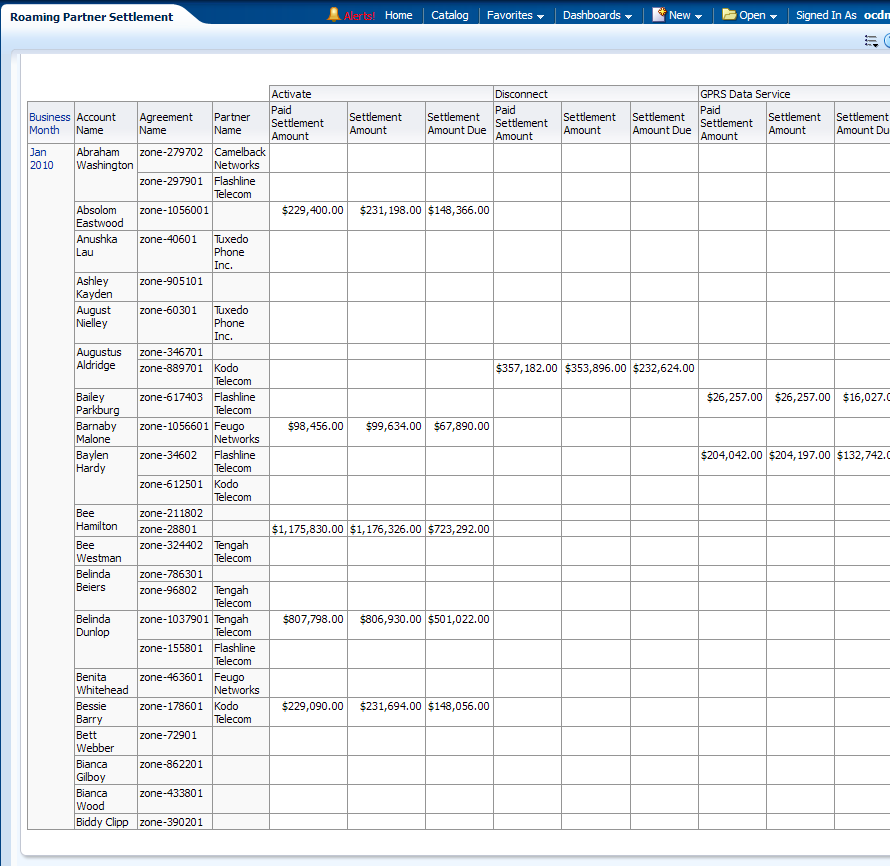 Roaming Partner Settlement
Alerts! Home Catalog Favorites Dashboards New Open Signed In As
Activate Disconnect GPRS Data Service
Business Month Account Name Agreement Name Partner Name Paid Settlement Amount Settlement Amount Settlement Amount Due Paid Settlement Amount Settlement Amount Settlement Amount Due Paid Settlement Amount Settlement Amount Settlement Amount Du
Jan 2010 Abraham Washington zone-279702 Camelback Networks
zone-297901 Flashline Telecom
Absolom Eastwood zone-1056001 $229,400.00 $231,198.00 $148,366.00
Anushka Lau zone-40601 Tuxedo Phone Inc.
Ashley Kayden zone-905101
August Nielley zone-60301 Tuxedo Phone Inc.
Augustus Aldridge zone-346701
zone-889701 Kodo Telecom $357,182.00 $353,896.00 $232,624.00
Bailey Parkburg zone-617403 Flashline Telecom $26,257.00 $26,257.00 $16,027.0
Barnaby Malone zone-1056601 Feugo Networks $98,456.00 $99,634.00 $67,890.00
Baylen Hardy zone-34602 Flashline Telecom $204,042.00 $204,197.00 $132,742.0
zone-612501 Kodo Telecom
Bee Hamilton zone-211802
zone-28801 $1,175,830.00 $1,176,326.00 $723,292.00
Bee Westman zone-324402 Tengah Telecom
Belinda Beiers zone-786301
zone-96802 Tengah Telecom
Belinda Dunlop zone-1037901 Tengah Telecom $807,798.00 $806,930.00 $501,022.00
zone-155801 Flashline Telecom
Benita Whitehead zone-463601 Feugo Networks
Bessie Barry zone-178601 Kodo Telecom $229,090.00 $231,694.00 $148,056.00
Bett Webber zone-72901
Bianca Gilboy zone-862201
Bianca Wood zone-433801
Biddy Clipp zone-390201